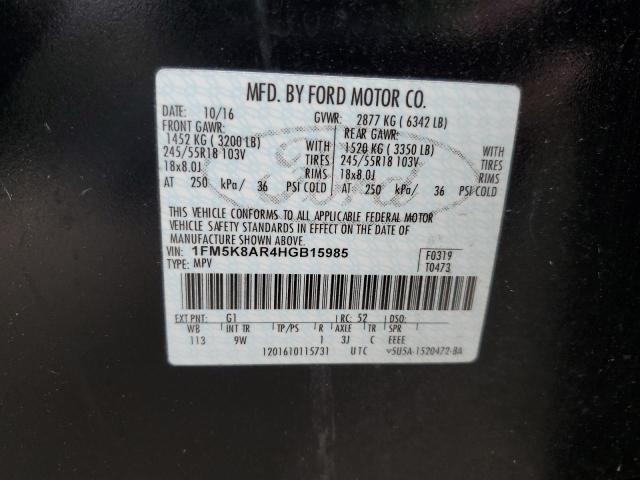 MFD. BY FORD MOTOR CO.
DATE: 10/16 GVWR: 2877 KG ( 6342 LB)
FRONT GAWR: REAR GAWR:
1452 KG ( 3200 LB) WITH 1520 KG ( 3350 LB) WITH
245/55R18 103V TIRES 245/55R18 103V TIRES
18x8.0J RIMS 18x8.0J RIMS
AT 250 kPa/ 36 PSI COLD AT 250 kPa/ 36 PSI COLD
Ford
THIS VEHICLE CONFORMS TO ALL APPLICABLE FEDERAL MOTOR
VEHICLE SAFETY STANDARDS IN EFFECT ON THE DATE OF
MANUFACTURE SHOWN ABOVE.
VIN: 1FM5K8AR4HGB15985 F0319
TYPE: MPV T0473
EXT PNT: G1 RC: 52 DSO:
WB INT TR TP/PS R AXLE TR SPR
113 9W 1 3J C EEEE
1201610115731 UTC 5U5A-1520472-BA